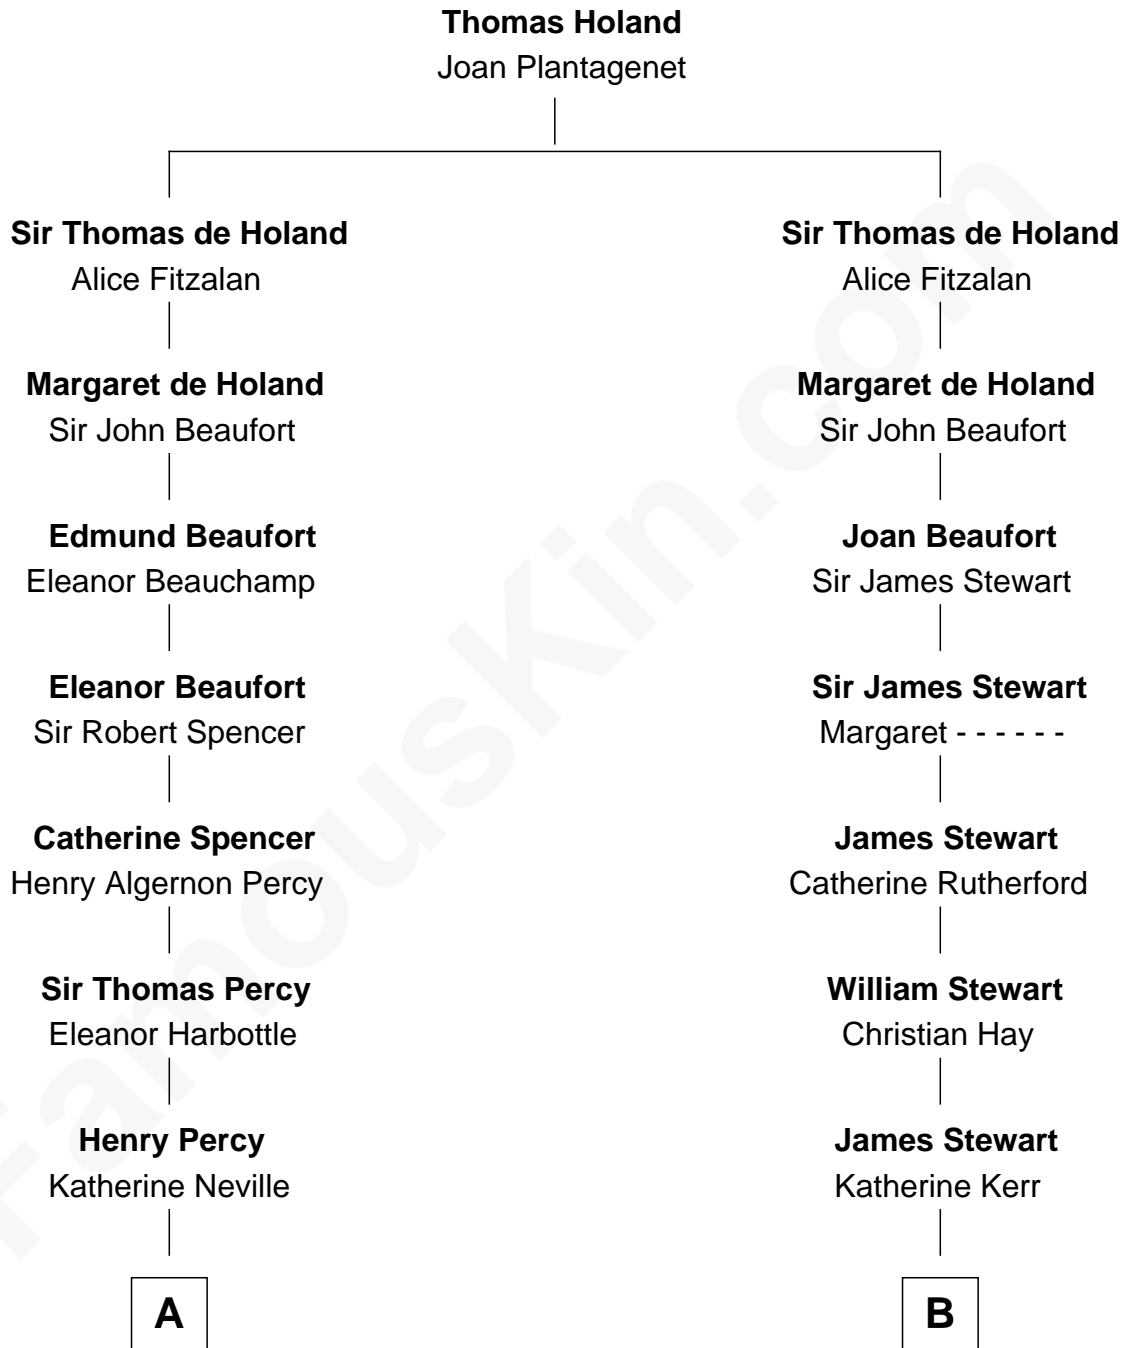 Thomas Holand
Joan Plantagenet
Sir Thomas de Holand
Alice Fitzalan
Sir Thomas de Holand
Alice Fitzalan
Margaret de Holand
Sir John Beaufort
Margaret de Holand
Sir John Beaufort
Edmund Beaufort
Eleanor Beauchamp
Joan Beaufort
Sir James Stewart
Eleanor Beaufort
Sir Robert Spencer
Sir James Stewart
Margaret - - - - - -
Catherine Spencer
Henry Algernon Percy
James Stewart
Catherine Rutherford
Sir Thomas Percy
Eleanor Harbottle
William Stewart
Christian Hay
Henry Percy
Katherine Neville
James Stewart
Katherine Kerr
A
B
FamousKin.com